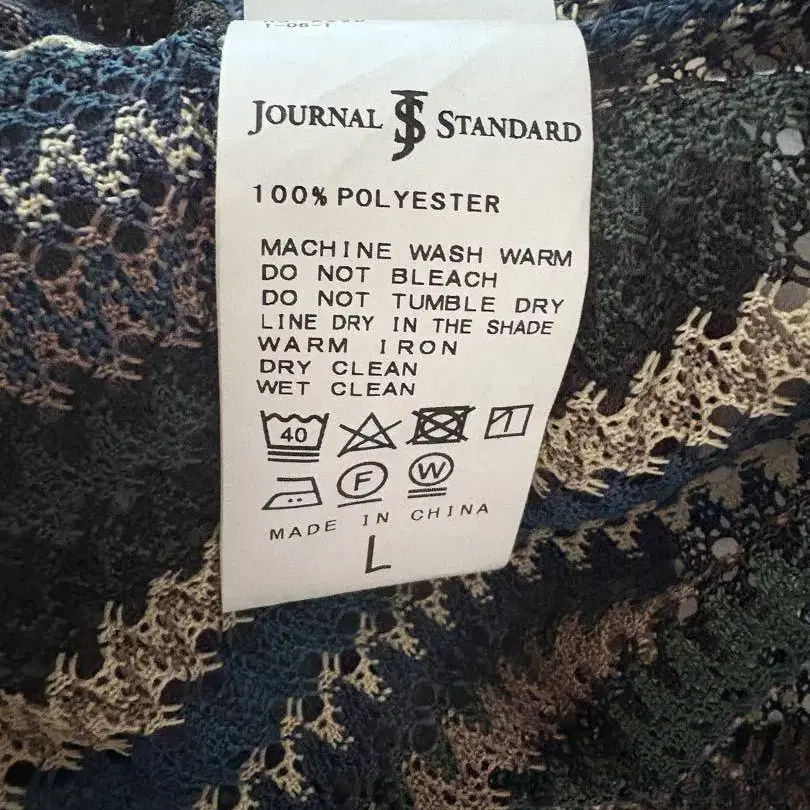 JOURNAL JS STANDARD
100% POLYESTER
MACHINE WASH WARM
DO NOT BLEACH
DO NOT TUMBLE DRY
LINE DRY IN THE SHADE
WARM IRON
DRY CLEAN
WET CLEAN
40
F W
MADE IN CHINA
L